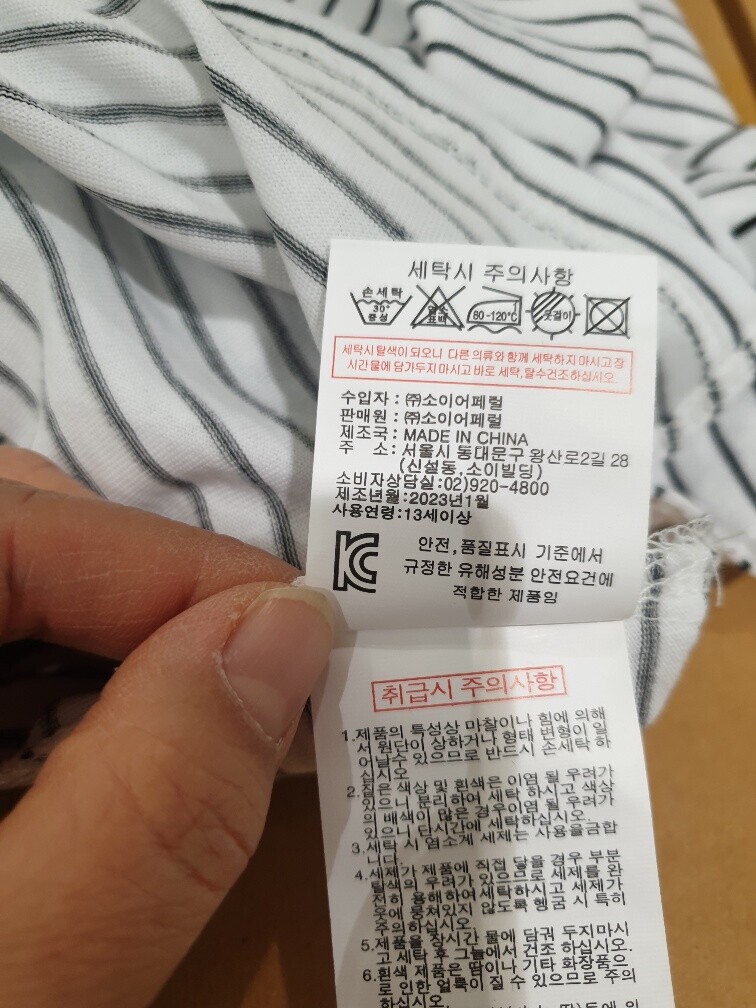 세탁시 주의사항
손세탁
30°
중성
염소
표백
80-120℃
옷걸이
세탁시 탈색이 되오니 다른 의류와 함께 세탁하지 마시고 장
시간 물에 담가두지 마시고 바로 세탁, 탈수건조하십시오.
수입자 : ㈜소이어페럴
판매원 : ㈜소이어페럴
제조국 : MADE IN CHINA
주 소 : 서울시 동대문구 왕산로2길 28
(신설동, 소이빌딩)
소비자상담실:02)920-4800
제조년월:2023년1월
사용연령:13세이상
안전,품질표시 기준에서
규정한 유해성분 안전요건에
적합한 제품임
취급시 주의사항
1.제품의 특성상 마찰이나 힘에 의해
서 원단이 상하거나 형태 변형이 일
어날수 있으므로 반드시 손세탁 하
십시오.
2.짙은 색상 및 흰색은 이염 될 우려가
있으니 분리하여 세탁 하시고 색상
의 배색이 많은 경우이염 될 우려가
있으니 단시간에 세탁하십시오.
3.세탁 시 염소계 세제는 사용을금합
니다.
4.세제가 제품에 직접 닿을 경우 부분
탈색의 우려가 있으므로 세제를 완
전히 용해하여세탁하시고 세제가
옷에 뭉쳐있지 않도록 헹굼 시 특히
주의하십시오.
5.제품을 장시간 물에 담궈 두지마시
고 세탁 후 그늘에서 건조 하십시오.
6.흰색 제품은 땀이나 기타 화장품으
로 인한 얼룩이 질 수 있으므로 주의
하십시오.